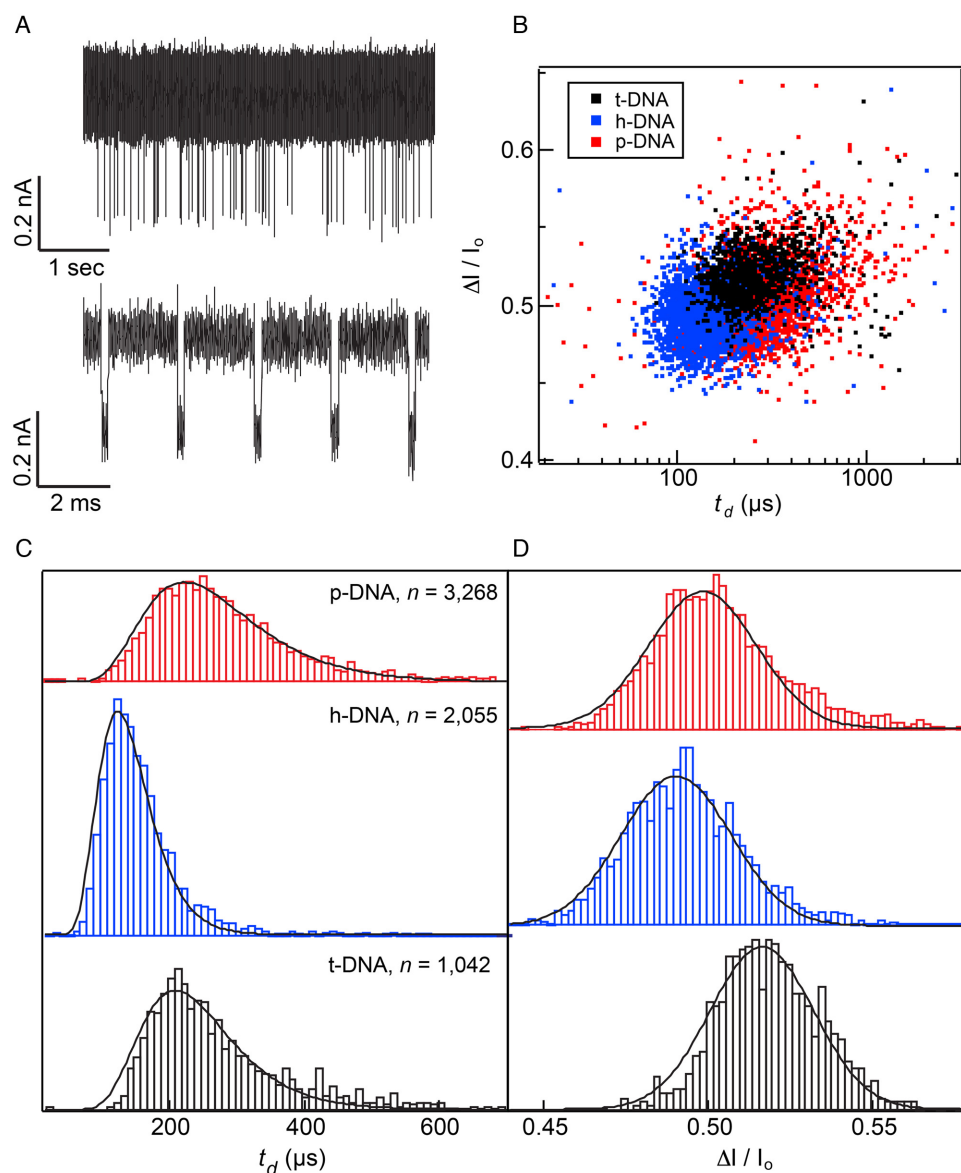 A
0.2 nA
1 sec
0.2 nA
2 ms
B
t-DNA
h-DNA
p-DNA
0.6
0.5
0.4
ΔI / Io
100
1000
t_d (µs)
C
p-DNA, n = 3,268
h-DNA, n = 2,055
t-DNA, n = 1,042
200
400
600
t_d (µs)
D
0.45
0.50
0.55
ΔI / Io